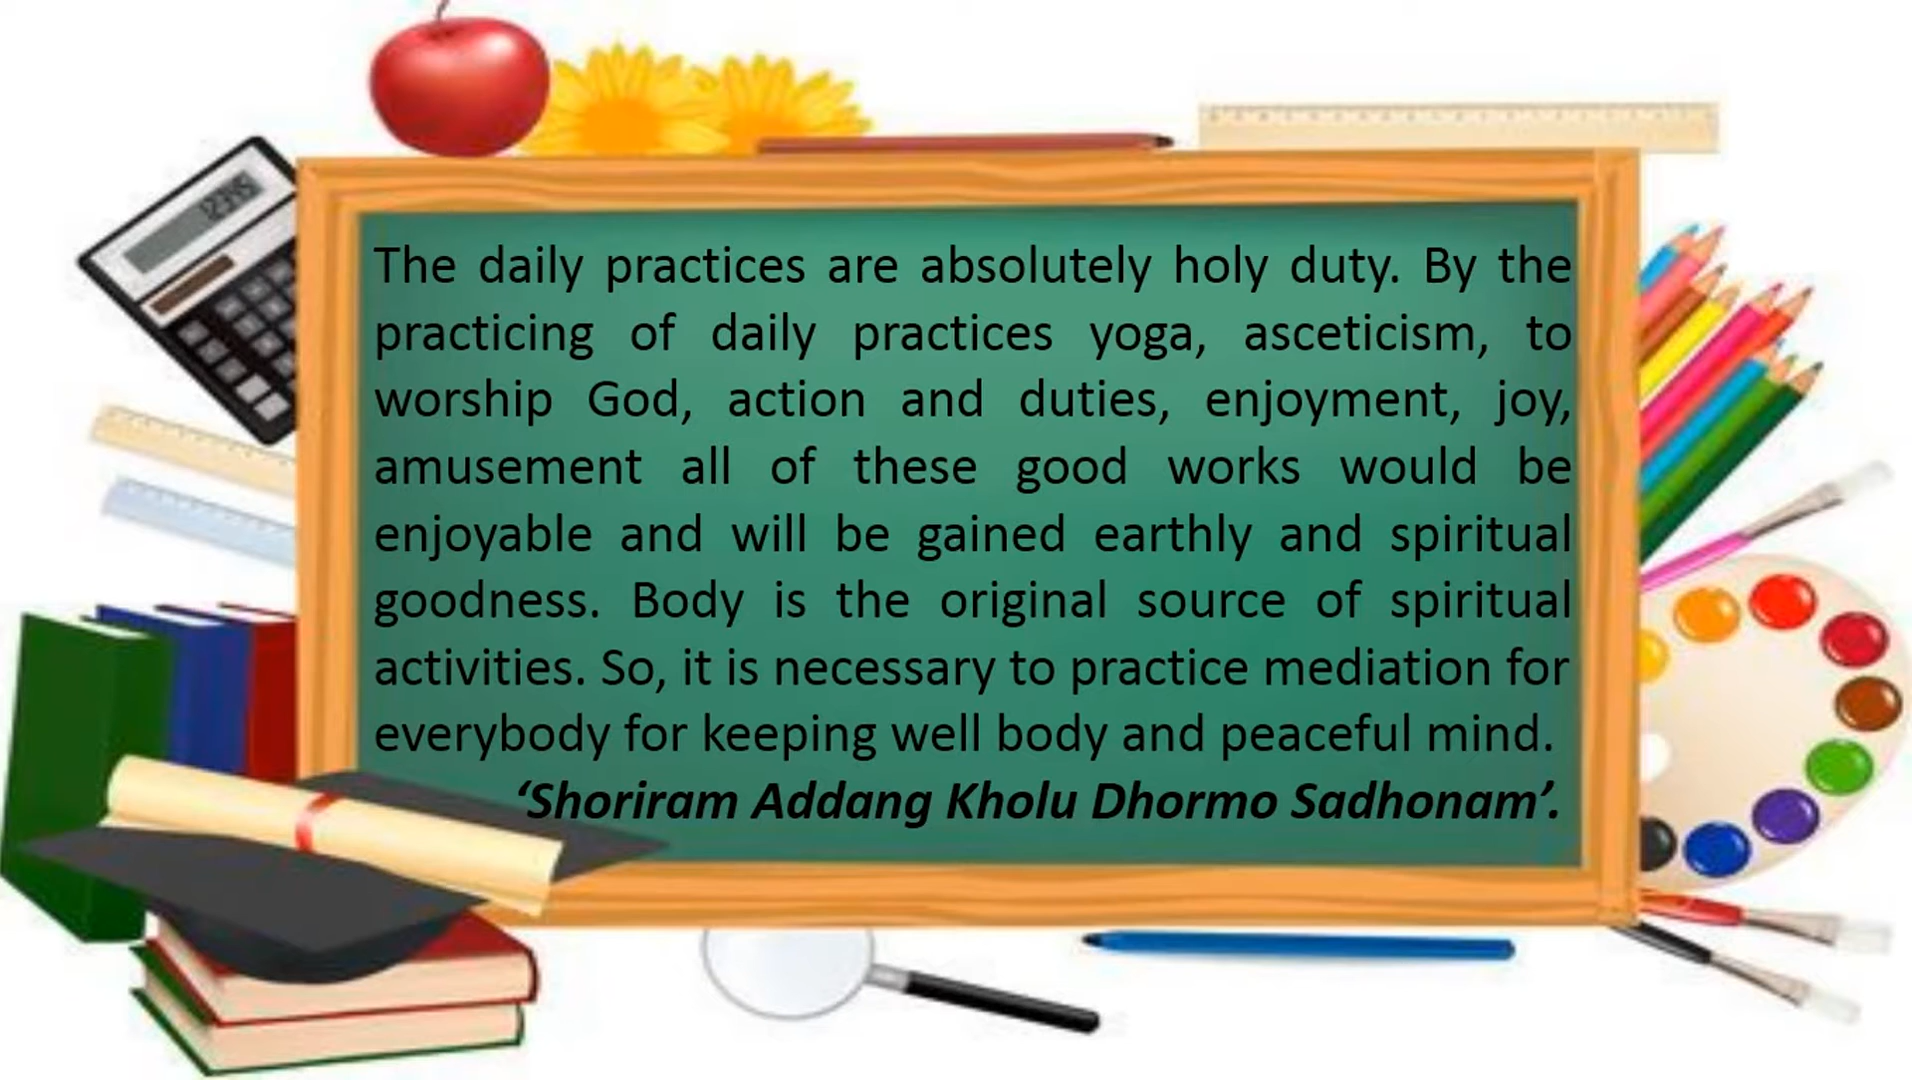 12345
The daily practices are absolutely holy duty. By the
practicing of daily practices yoga, asceticism, to
worship God, action and duties, enjoyment, joy,
amusement all of these good works would be
enjoyable and will be gained earthly and spiritual
goodness. Body is the original source of spiritual
activities. So, it is necessary to practice mediation for
everybody for keeping well body and peaceful mind.
‘Shoriram Addang Kholu Dhormo Sadhonam’.